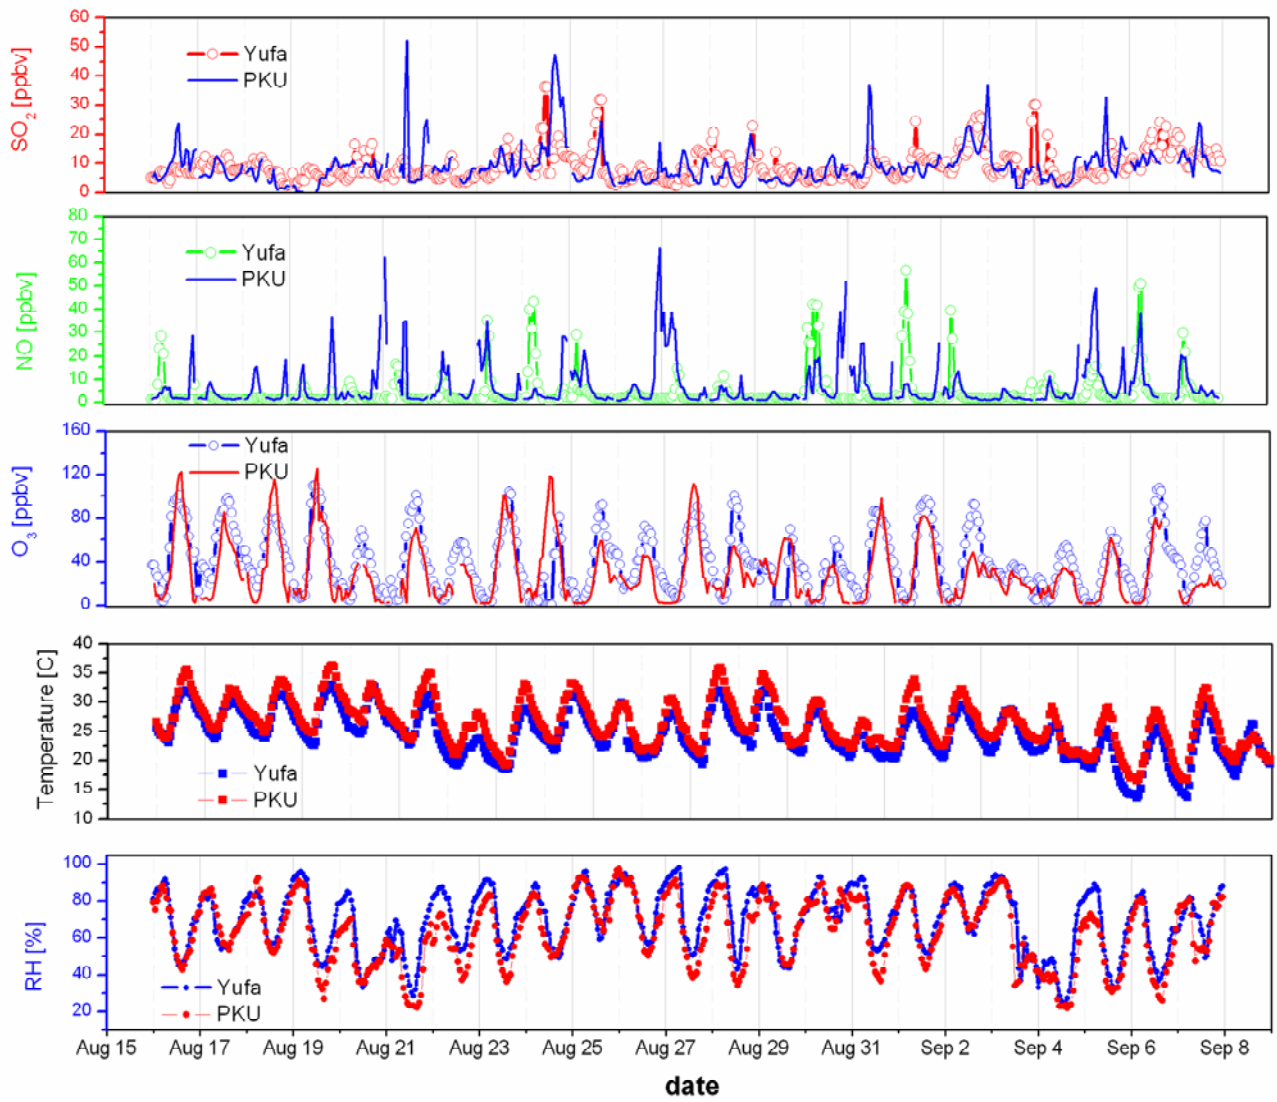 SO2 [ppbv]
60
50
40
30
20
10
0
Yufa
PKU
NO [ppbv]
80
70
60
50
40
30
20
10
0
Yufa
PKU
O3 [ppbv]
160
120
80
40
0
Yufa
PKU
Temperature [C]
40
35
30
25
20
15
10
Yufa
PKU
RH [%]
100
80
60
40
20
Yufa
PKU
Aug 15 Aug 17 Aug 19 Aug 21 Aug 23 Aug 25 Aug 27 Aug 29 Aug 31 Sep 2 Sep 4 Sep 6 Sep 8
date